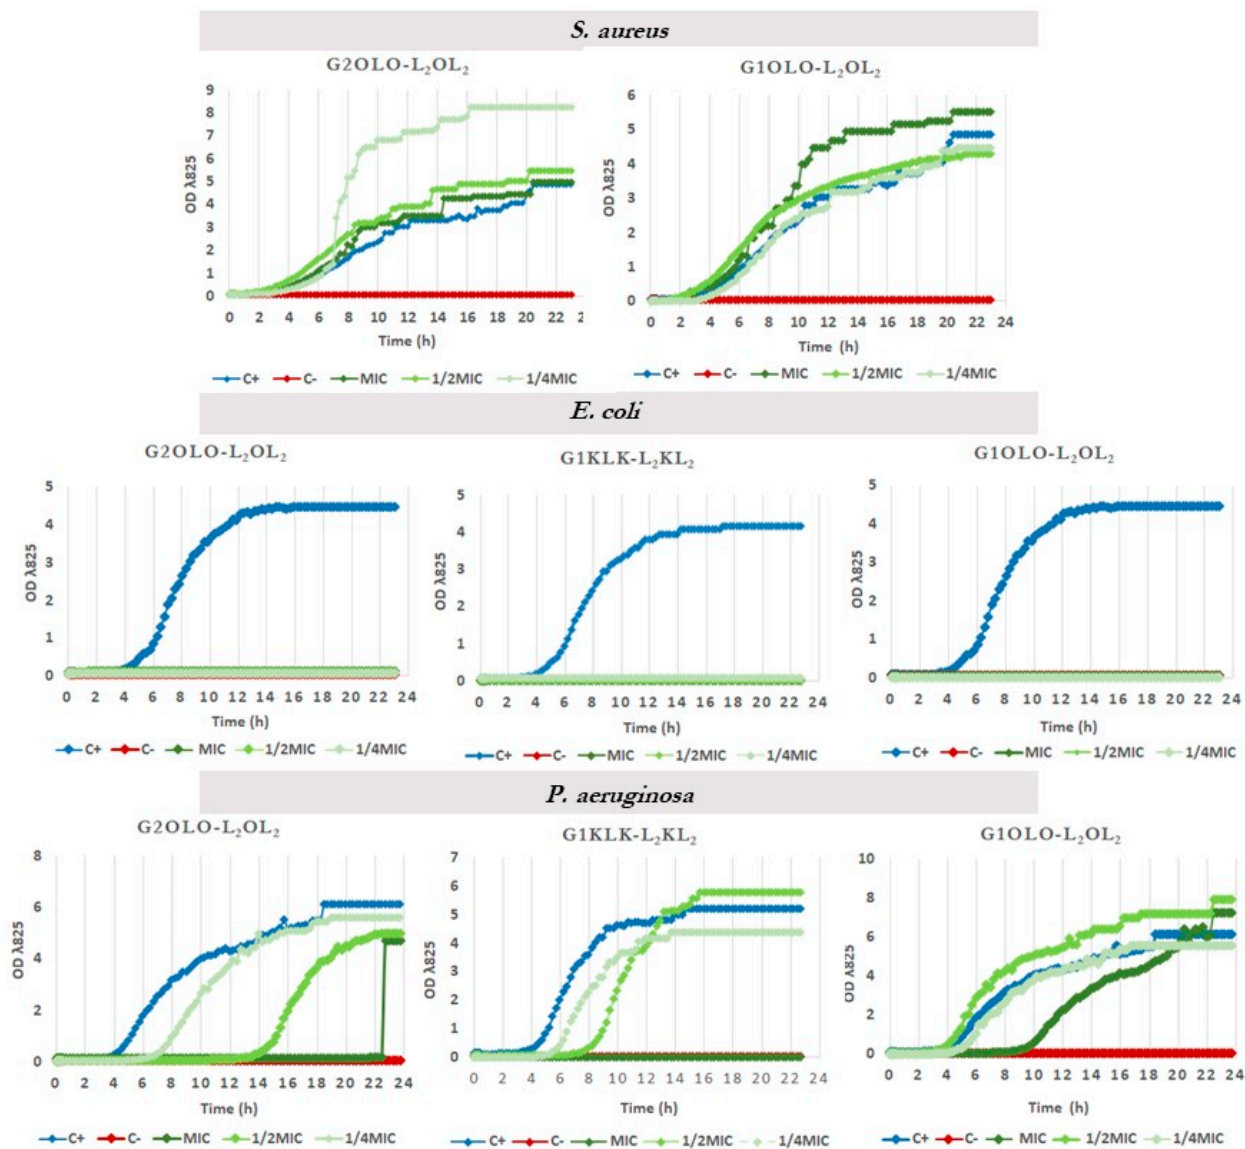 S. aureus
G2OLO-L₂OL₂
G1OLO-L₂OL₂
OD λ825
9
8
7
6
5
4
3
2
1
0
0 2 4 6 8 10 12 14 16 18 20 22
Time (h)
C+ C- MIC 1/2MIC 1/4MIC
OD λ825
6
5
4
3
2
1
0
0 2 4 6 8 10 12 14 16 18 20 22 24
Time (h)
C+ C- MIC 1/2MIC 1/4MIC
E. coli
G2OLO-L₂OL₂
G1KLK-L₂KL₂
G1OLO-L₂OL₂
OD λ825
5
4
3
2
1
0
0 2 4 6 8 10 12 14 16 18 20 22 24
Time (h)
C+ C- MIC 1/2MIC 1/4MIC
OD λ825
5
4
3
2
1
0
0 2 4 6 8 10 12 14 16 18 20 22 24
Time (h)
C+ C- MIC 1/2MIC 1/4MIC
OD λ825
5
4
3
2
1
0
0 2 4 6 8 10 12 14 16 18 20 22 24
Time (h)
C+ C- MIC 1/2MIC 1/4MIC
P. aeruginosa
G2OLO-L₂OL₂
G1KLK-L₂KL₂
G1OLO-L₂OL₂
OD λ825
8
6
4
2
0
0 2 4 6 8 10 12 14 16 18 20 22 24
Time (h)
C+ C- MIC 1/2MIC 1/4MIC
OD λ825
7
6
5
4
3
2
1
0
0 2 4 6 8 10 12 14 16 18 20 22 24
Time (h)
C+ C- MIC 1/2MIC 1/4MIC
OD λ825
10
8
6
4
2
0
0 2 4 6 8 10 12 14 16 18 20 22 24
Time (h)
C+ C- MIC 1/2MIC 1/4MIC